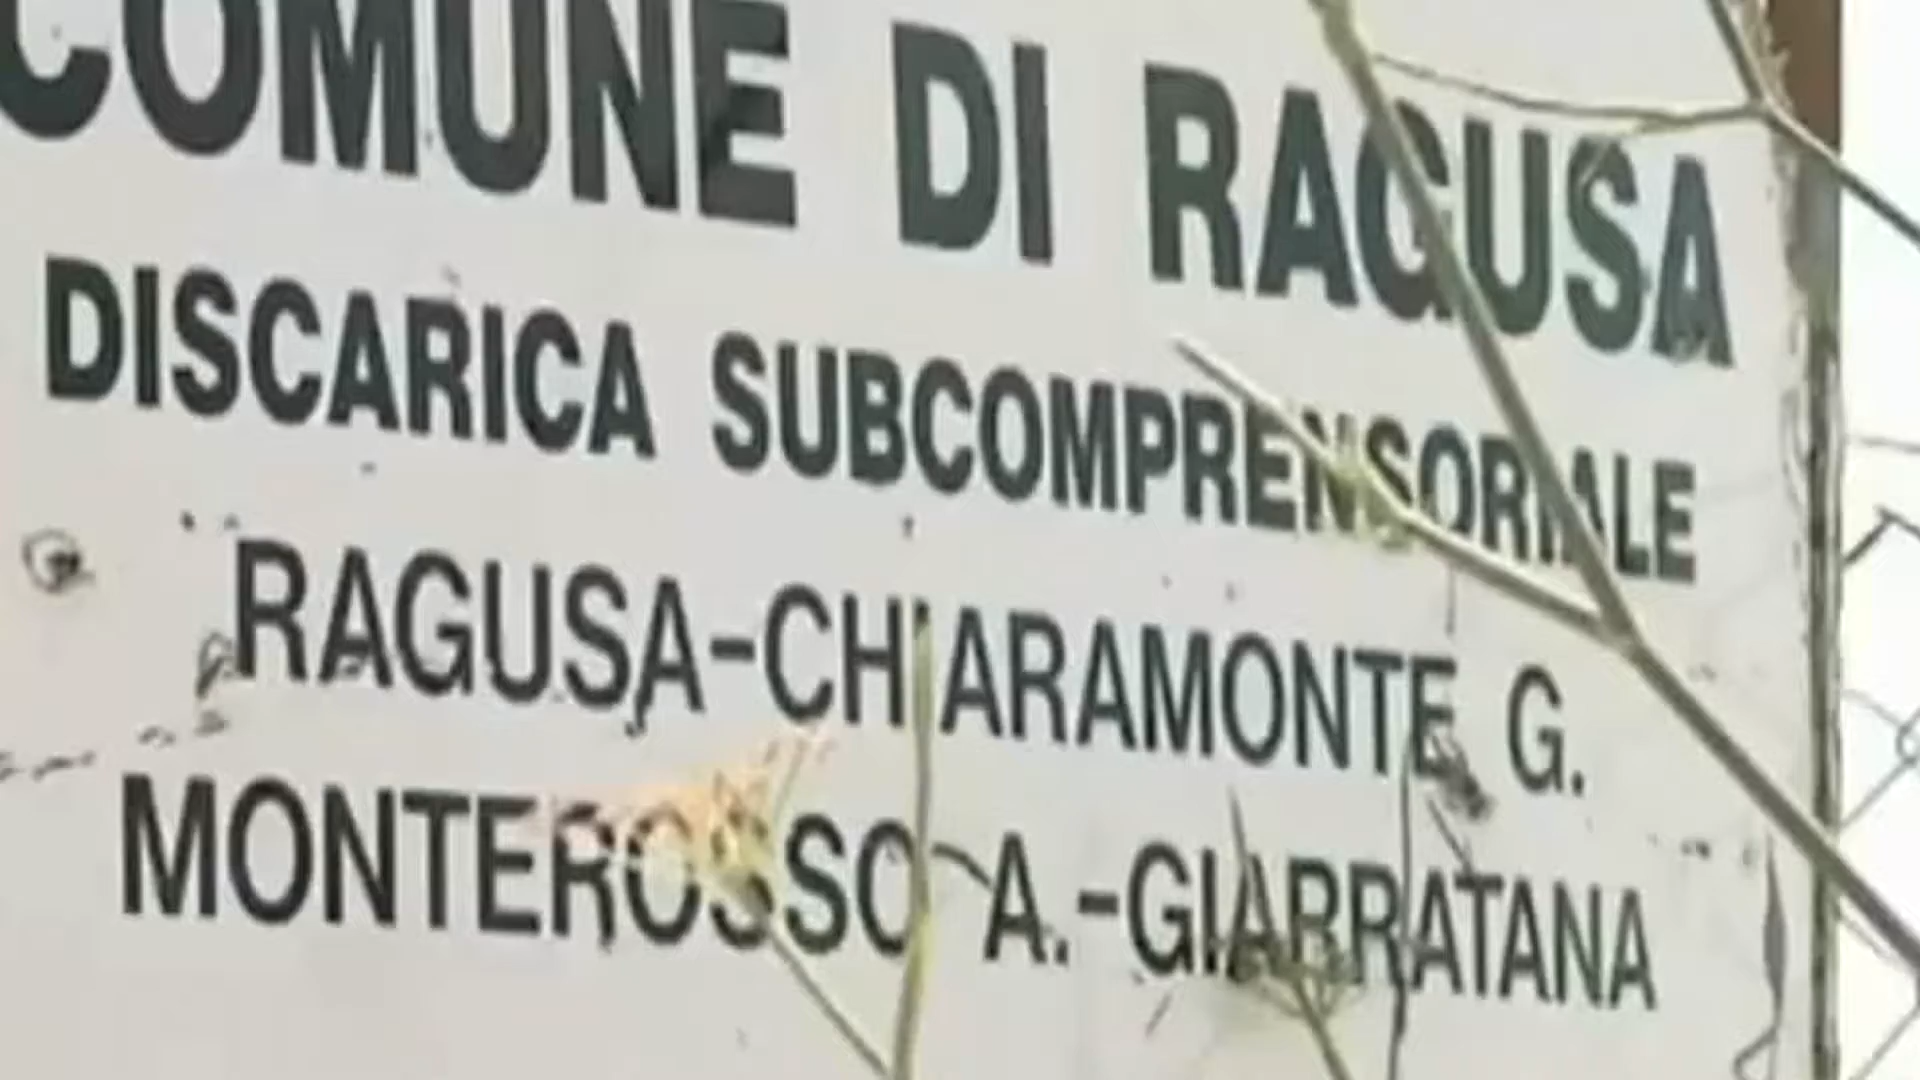 COMUNE DI RAGUSA
DISCARICA SUBCOMPRENSORIALE
RAGUSA-CHIARAMONTE G.
MONTEROSSO A.-GIARRATANA